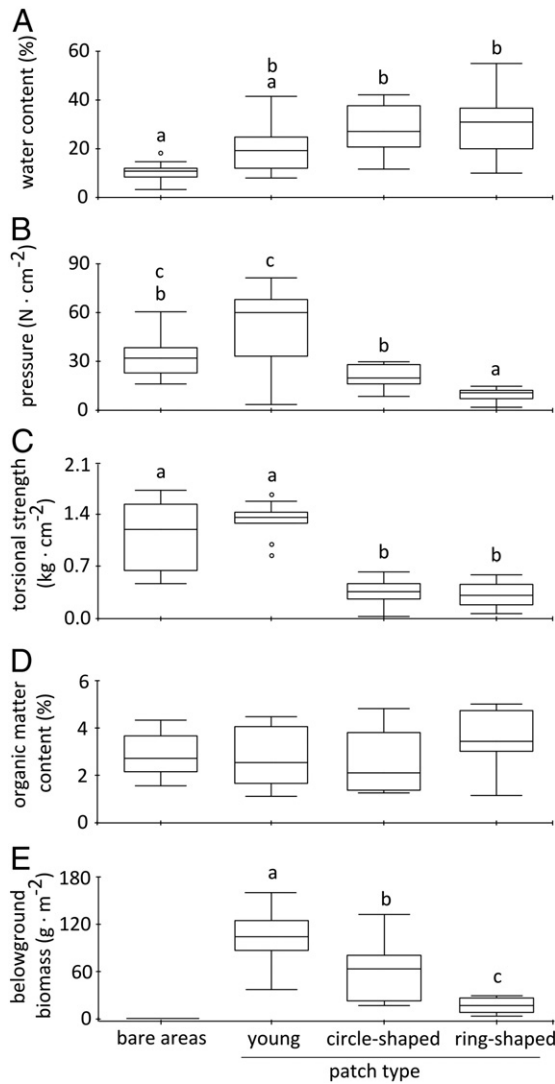 A
water content (%)
60
40
20
0
a
b
a
b
b
B
pressure (N · cm⁻²)
90
60
30
0
c
b
c
b
a
C
torsional strength
(kg · cm⁻²)
2.1
1.4
0.7
0.0
a
a
b
b
D
organic matter
content (%)
6
4
2
0
E
belowground
biomass (g · m⁻²)
180
120
60
0
a
b
c
bare areas
young
circle-shaped
ring-shaped
patch type